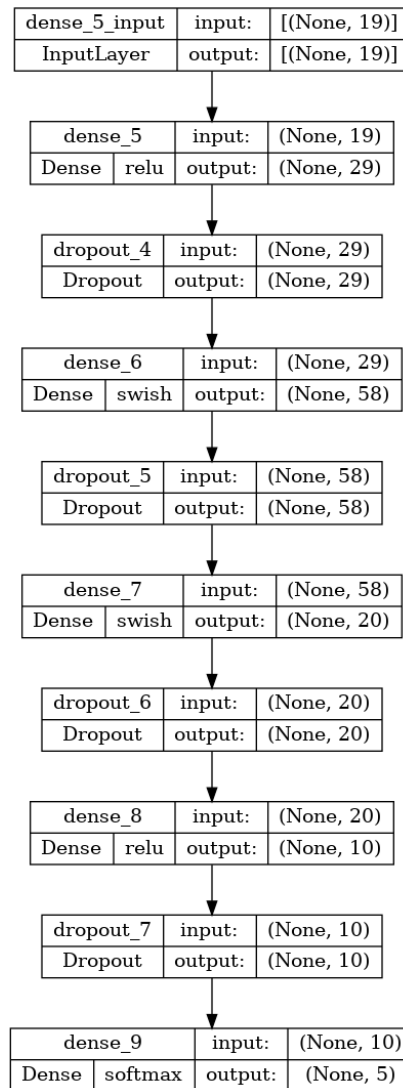 dense_5_input input: [(None, 19)]
InputLayer output: [(None, 19)]
dense_5 input: (None, 19)
Dense relu output: (None, 29)
dropout_4 input: (None, 29)
Dropout output: (None, 29)
dense_6 input: (None, 29)
Dense swish output: (None, 58)
dropout_5 input: (None, 58)
Dropout output: (None, 58)
dense_7 input: (None, 58)
Dense swish output: (None, 20)
dropout_6 input: (None, 20)
Dropout output: (None, 20)
dense_8 input: (None, 20)
Dense relu output: (None, 10)
dropout_7 input: (None, 10)
Dropout output: (None, 10)
dense_9 input: (None, 10)
Dense softmax output: (None, 5)